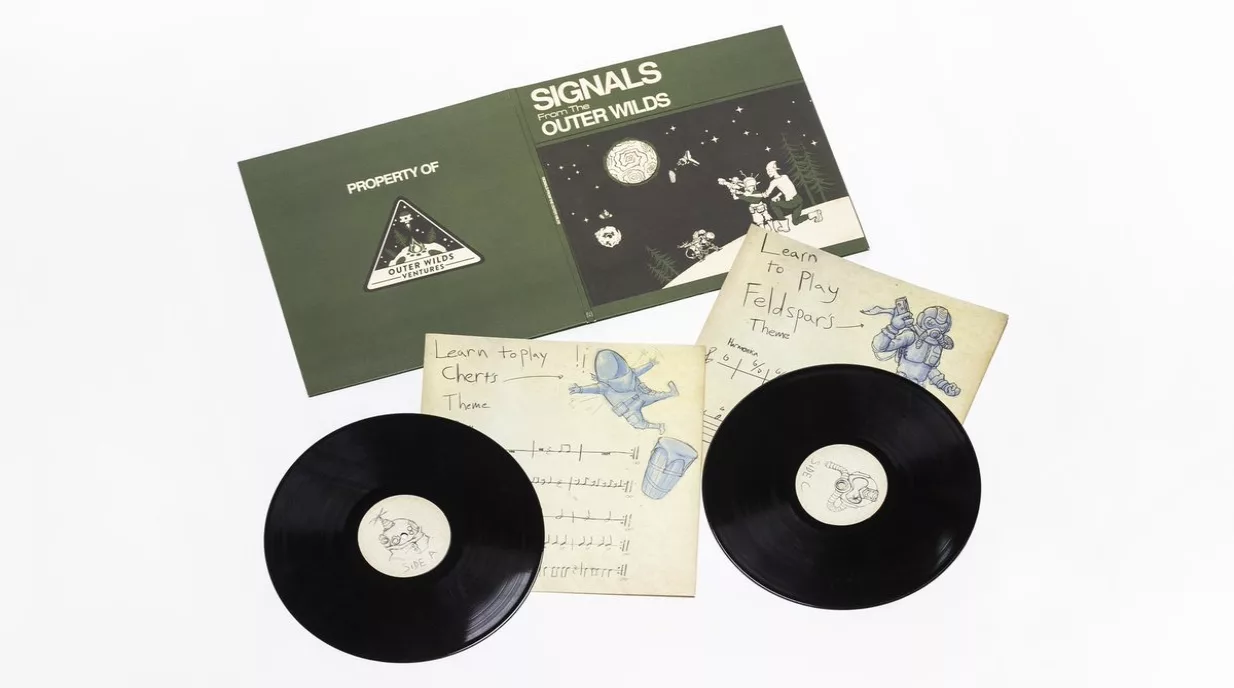 SIGNALS
From The
OUTER WILDS
PROPERTY OF
OUTER WILDS
VENTURES
Learn
to Play
Feldspar's
Theme
Harmonica
Learn to play !¡
Chert's
Theme
SIDE A
SIDE C